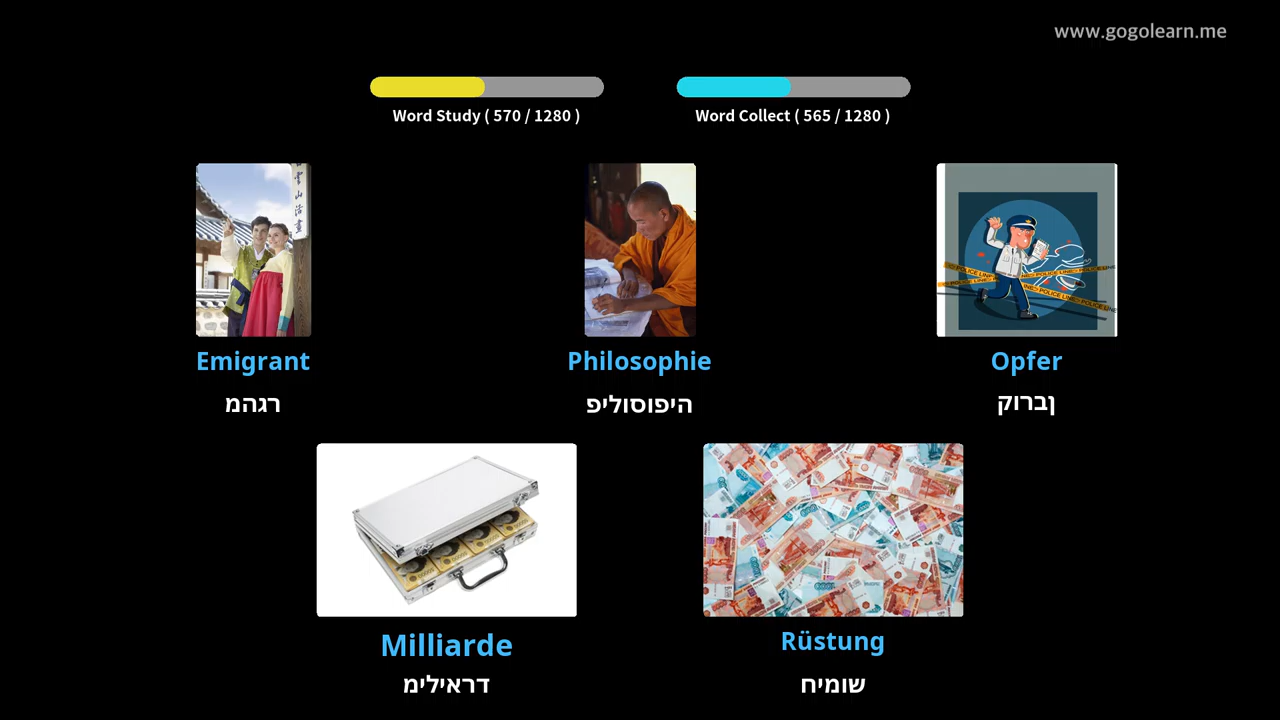 www.gogolearn.me
Word Study ( 570 / 1280 )
Word Collect ( 565 / 1280 )
Emigrant
רגהמ
Philosophie
היפוסוליפ
Opfer
ןברוק
Milliarde
דראילימ
Rüstung
שומיח